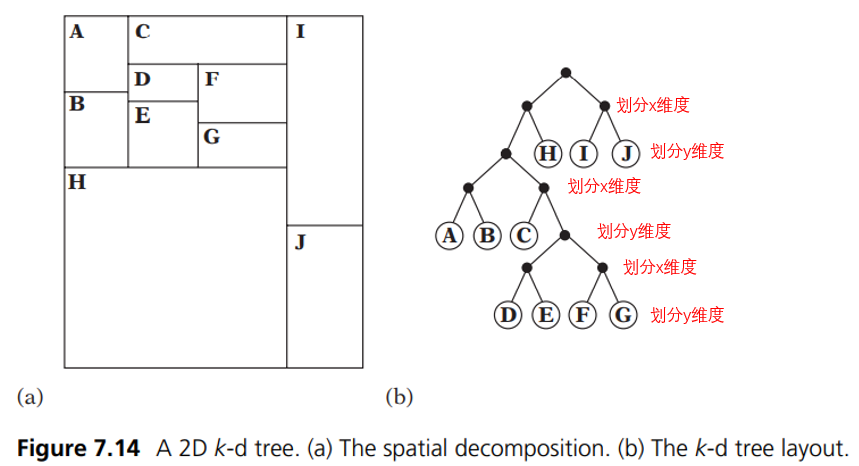 A C I
D F
B
E
G
H
J
划分x维度
H I J 划分y维度
划分x维度
A B C 划分y维度
划分x维度
D E F G 划分y维度
(a) (b)
Figure 7.14 A 2D k-d tree. (a) The spatial decomposition. (b) The k-d tree layout.